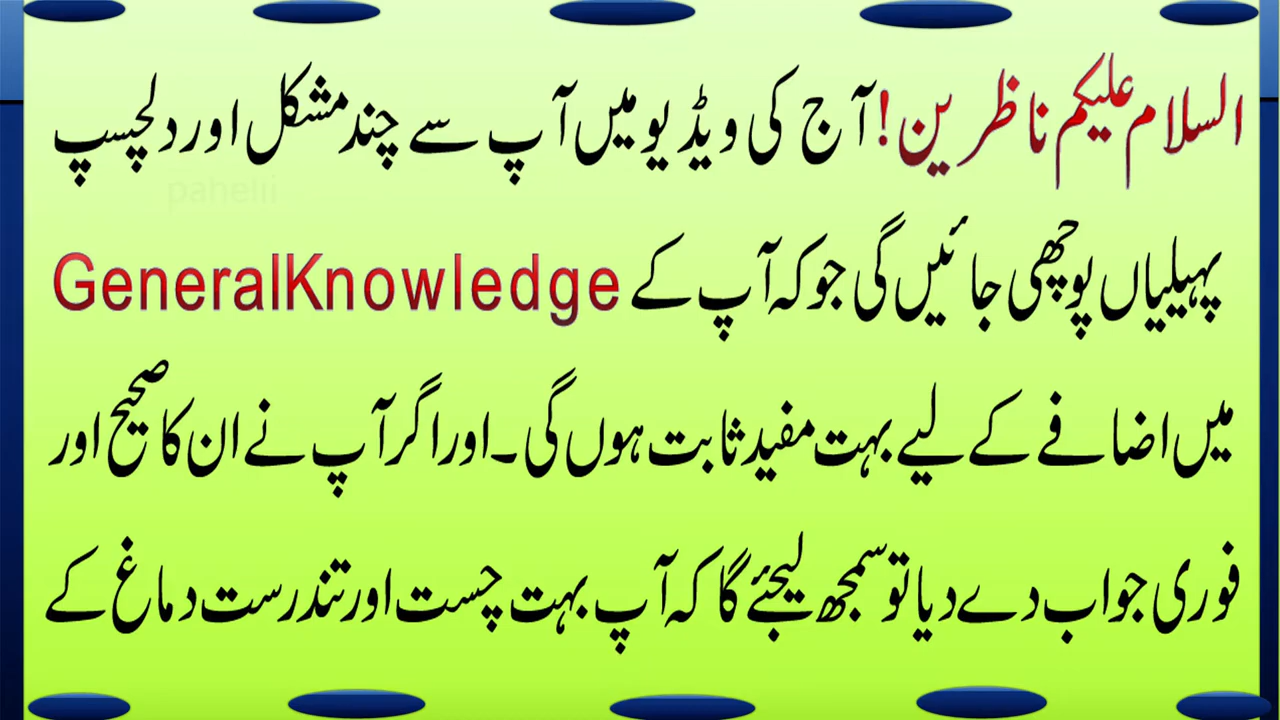 السلام علیکم ناظرین! آج کی ویڈیو میں آپ سے چند مشکل اور دلچسپ
pahelii
پہیلیاں پوچھی جائیں گی جو کہ آپ کے GeneralKnowledge
میں اضافے کے لیے بہت مفید ثابت ہوں گی۔ اور اگر آپ نے ان کا صحیح اور
فوری جواب دے دیا تو سمجھ لیجئے گا کہ آپ بہت چست اور تندرست دماغ کے